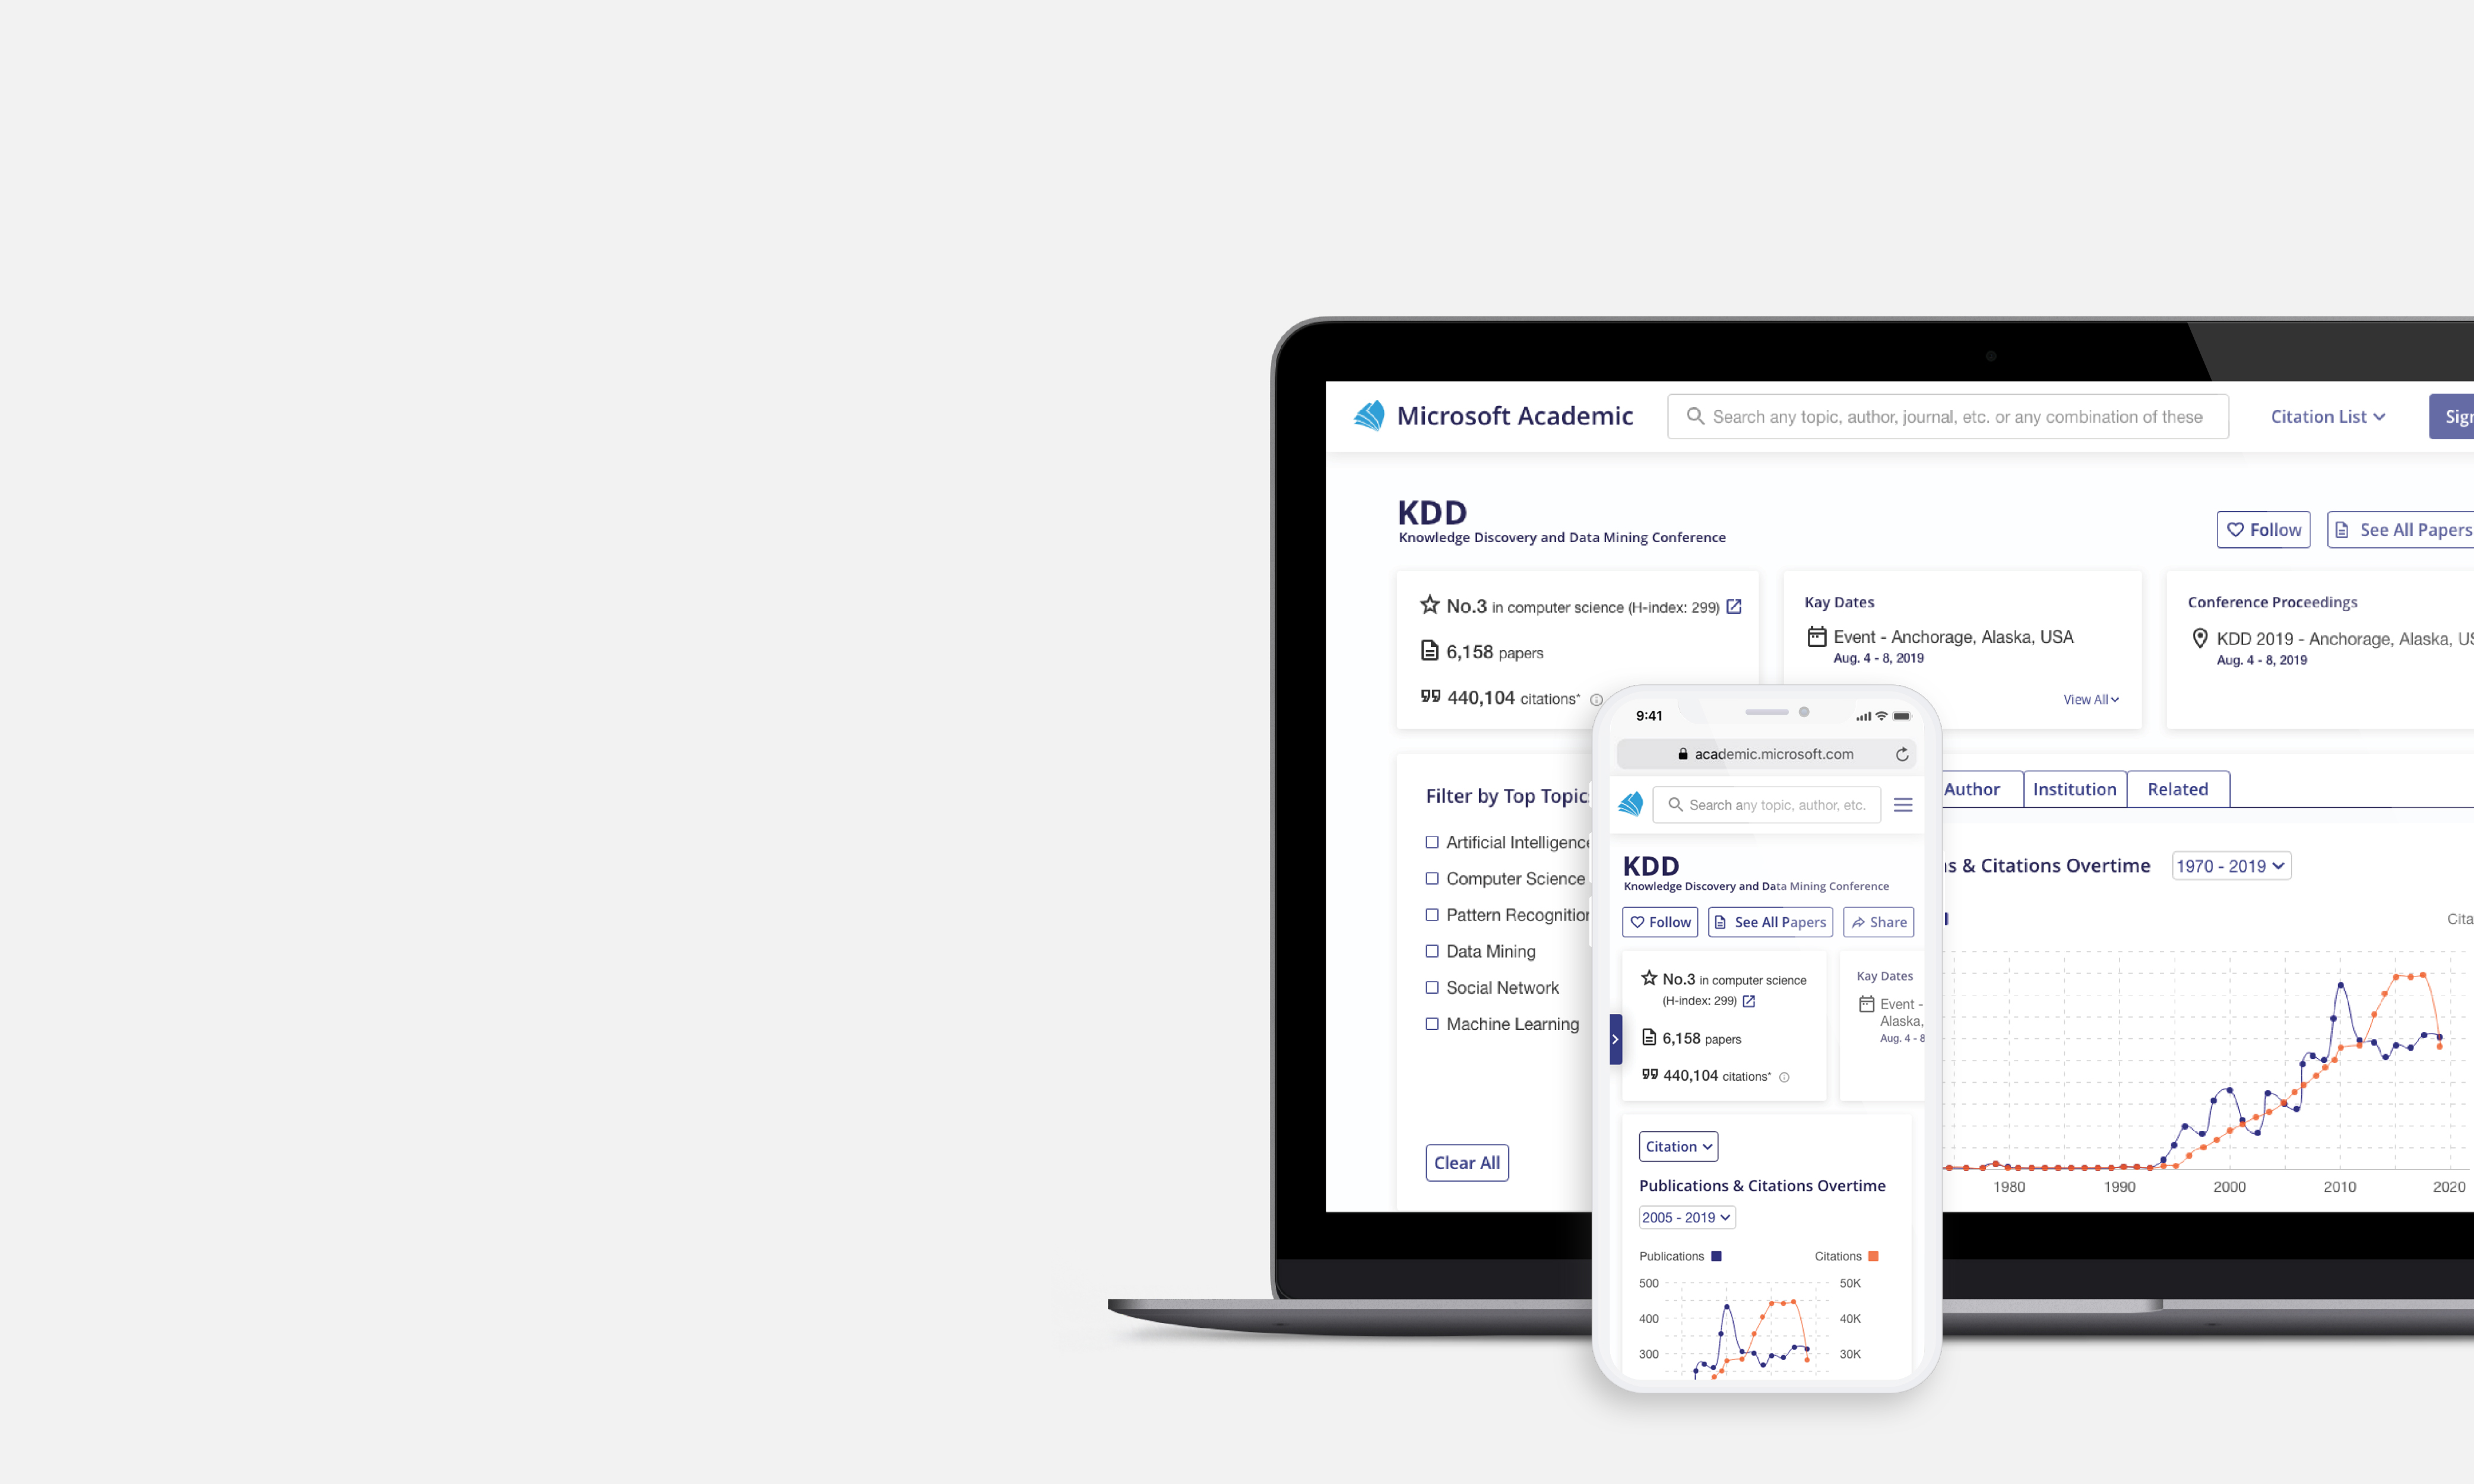 Microsoft Academic
Search any topic, author, journal, etc. or any combination of these
Citation List
KDD
Knowledge Discovery and Data Mining Conference
Follow
See All Papers
No.3 in computer science (H-index: 299)
6,158 papers
440,104 citations*
Kay Dates
Event - Anchorage, Alaska, USA
Aug. 4 - 8, 2019
View All
Conference Proceedings
KDD 2019 - Anchorage, Alaska,
Aug. 4 - 8, 2019
Filter by Top
Artificial
Computer Science
Pattern
Data Mining
Social Network
Machine Learning
Clear All
Author
Institution
Related
& Citations Overtime
1970 - 2019
1980
1990
2000
2010
2020
9:41
academic.microsoft.com
Search any topic, author, etc.
KDD
Knowledge Discovery and Data Mining Conference
Follow
See All Papers
Share
No.3 in computer science
(H-index: 299)
6,158 papers
440,104 citations*
Kay Dates
Event -
Alaska,
Aug. 4 - 8
Citation
Publications & Citations Overtime
2005 - 2019
Publications
Citations
500
50K
400
40K
300
30K